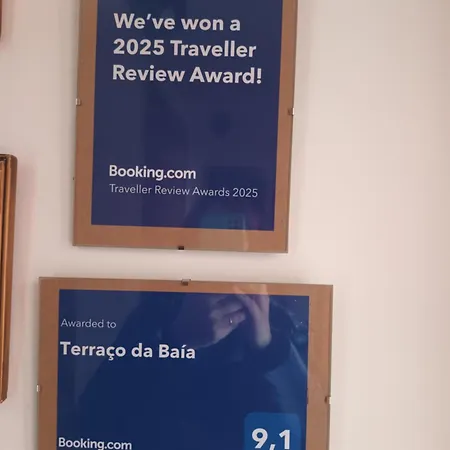 We've won a
2025 Traveller
Review Award!
Booking.com
Traveller Review Awards 2025
Awarded to
Terraço da Baía
Booking.com
9,1